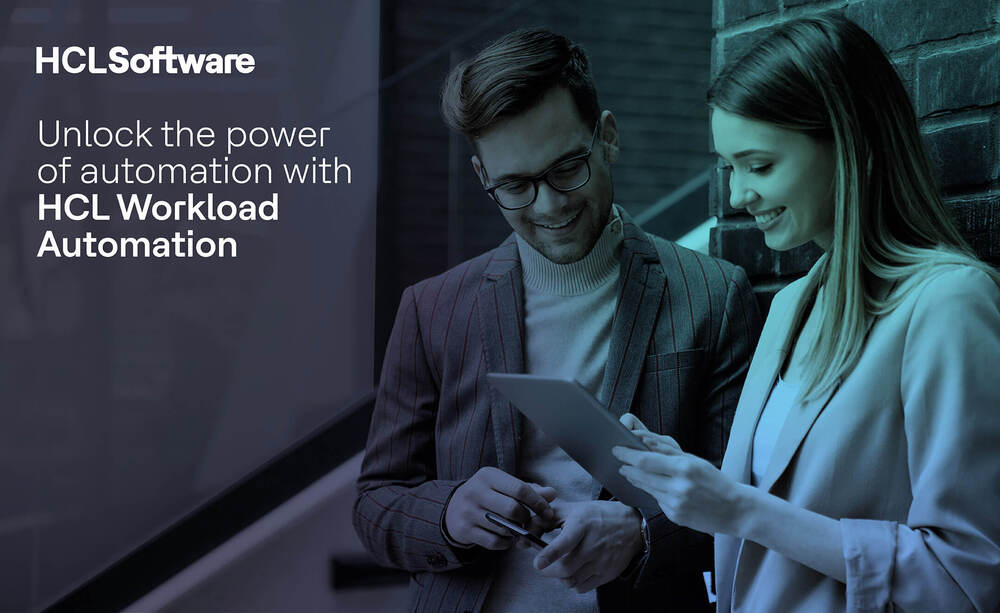 HCLSoftware
Unlock the power
of automation with
HCL Workload
Automation